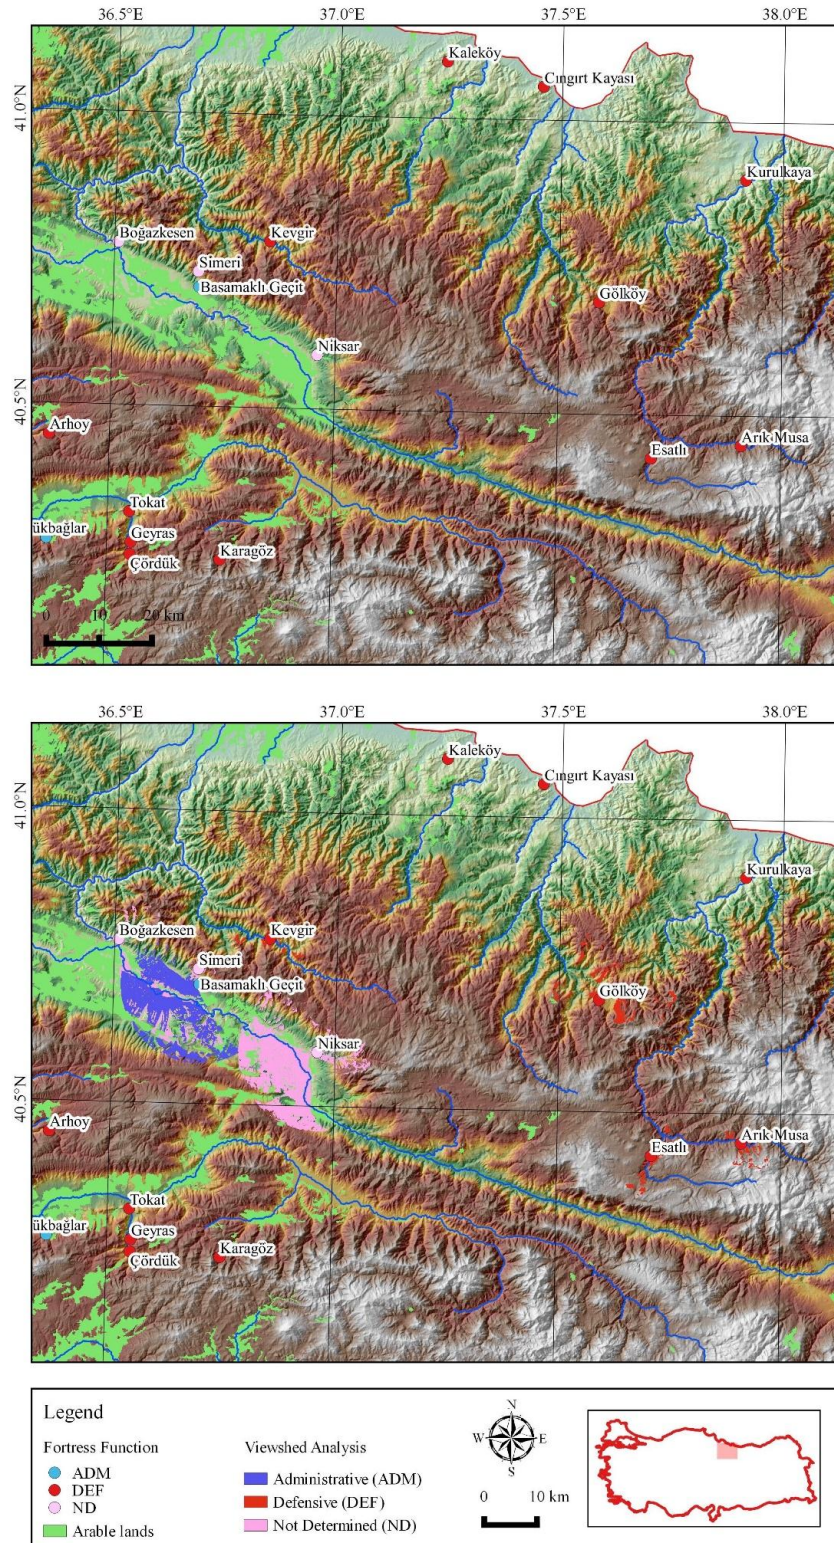 36.5°E 37.0°E 37.5°E 38.0°E
41.0°N
40.5°N
Kaleköy
Cıngırt Kayası
Kurulkaya
Boğazkesen
Kevgir
Simeri
Basamaklı Geçit
Gölköy
Niksar
Arhoy
Arık Musa
Esatlı
Tokat
ükbağlar
Geyras
Çördük
Karagöz
0 10 20 km
36.5°E 37.0°E 37.5°E 38.0°E
41.0°N
40.5°N
Kaleköy
Cıngırt Kayası
Kurulkaya
Boğazkesen
Kevgir
Simeri
Basamaklı Geçit
Gölköy
Niksar
Arhoy
Arık Musa
Esatlı
Tokat
ükbağlar
Geyras
Çördük
Karagöz
Legend
Fortress Function
ADM
DEF
ND
Arable lands
Viewshed Analysis
Administrative (ADM)
Defensive (DEF)
Not Determined (ND)
N
W E
S
0 10 km